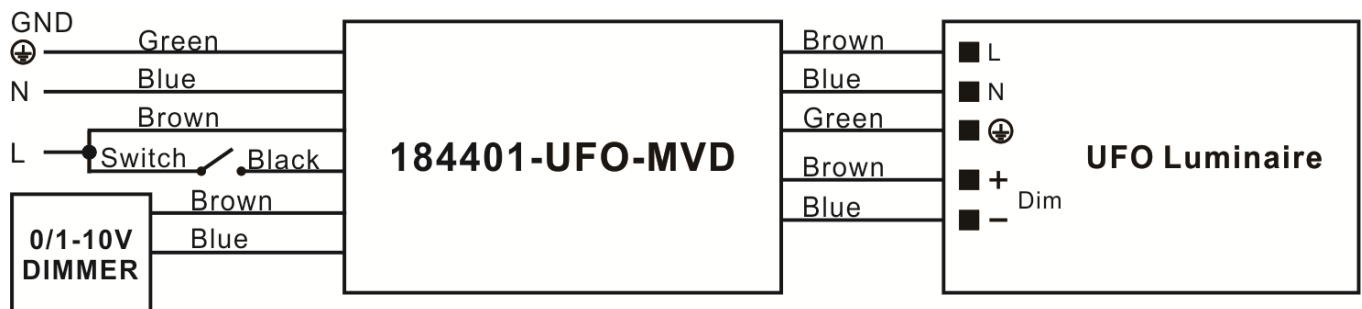 GND
Green
N
Blue
Brown
L
Switch
Black
Brown
Blue
0/1-10V
DIMMER
184401-UFO-MVD
Brown
Blue
Green
Brown
Blue
L
N
+
Dim
−
UFO Luminaire